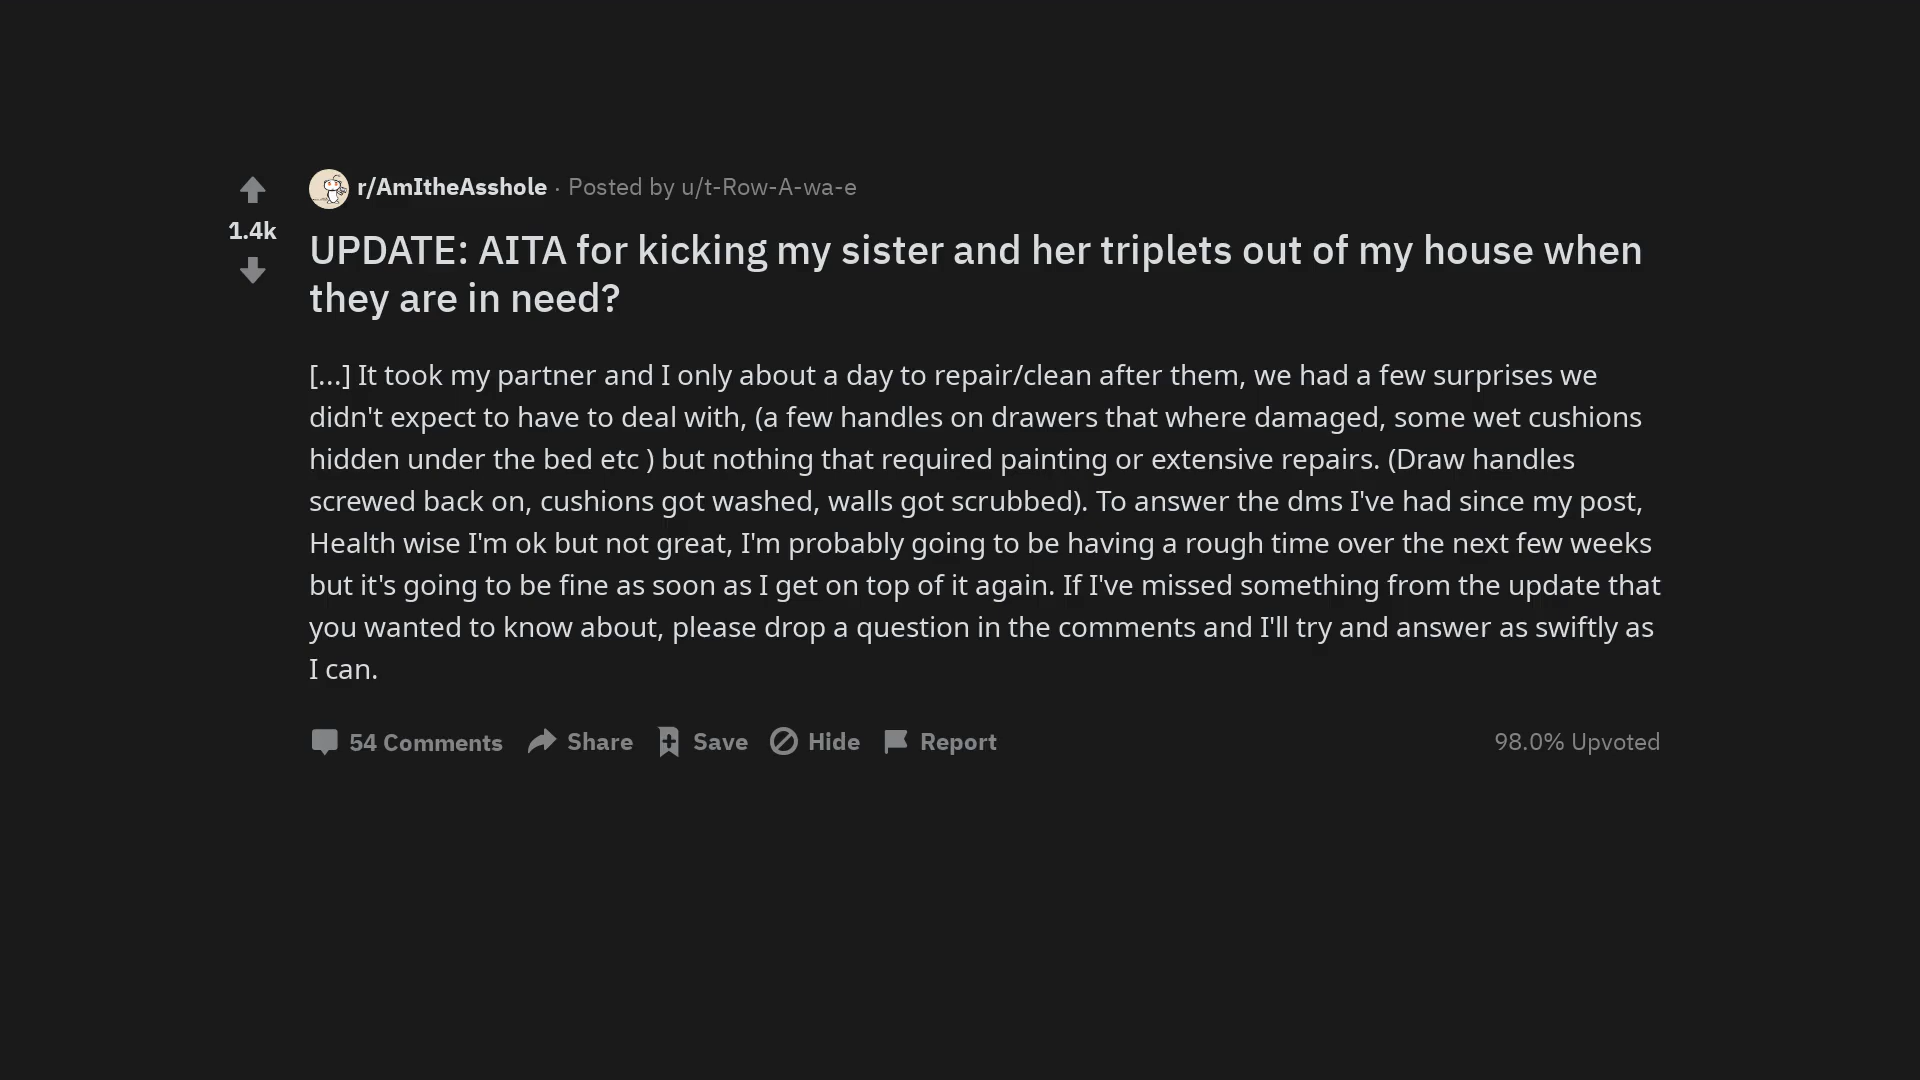 r/AmItheAsshole · Posted by u/t-Row-A-wa-e
1.4k
UPDATE: AITA for kicking my sister and her triplets out of my house when
they are in need?
[...] It took my partner and I only about a day to repair/clean after them, we had a few surprises we
didn't expect to have to deal with, (a few handles on drawers that where damaged, some wet cushions
hidden under the bed etc ) but nothing that required painting or extensive repairs. (Draw handles
screwed back on, cushions got washed, walls got scrubbed). To answer the dms I've had since my post,
Health wise I'm ok but not great, I'm probably going to be having a rough time over the next few weeks
but it's going to be fine as soon as I get on top of it again. If I've missed something from the update that
you wanted to know about, please drop a question in the comments and I'll try and answer as swiftly as
I can.
54 Comments Share Save Hide Report 98.0% Upvoted